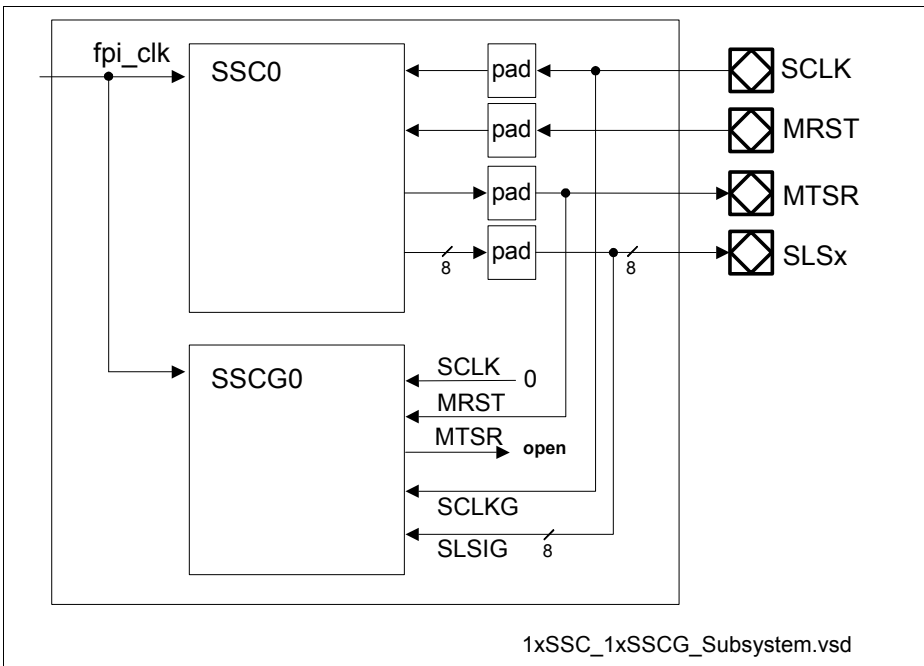 fpi_clk
SSC0
pad
SCLK
pad
MRST
pad
MTSR
pad
SLSx
8
8
SSCG0
SCLK
0
MRST
MTSR
open
SCLKG
SLSIG
8
1xSSC_1xSSCG_Subsystem.vsd